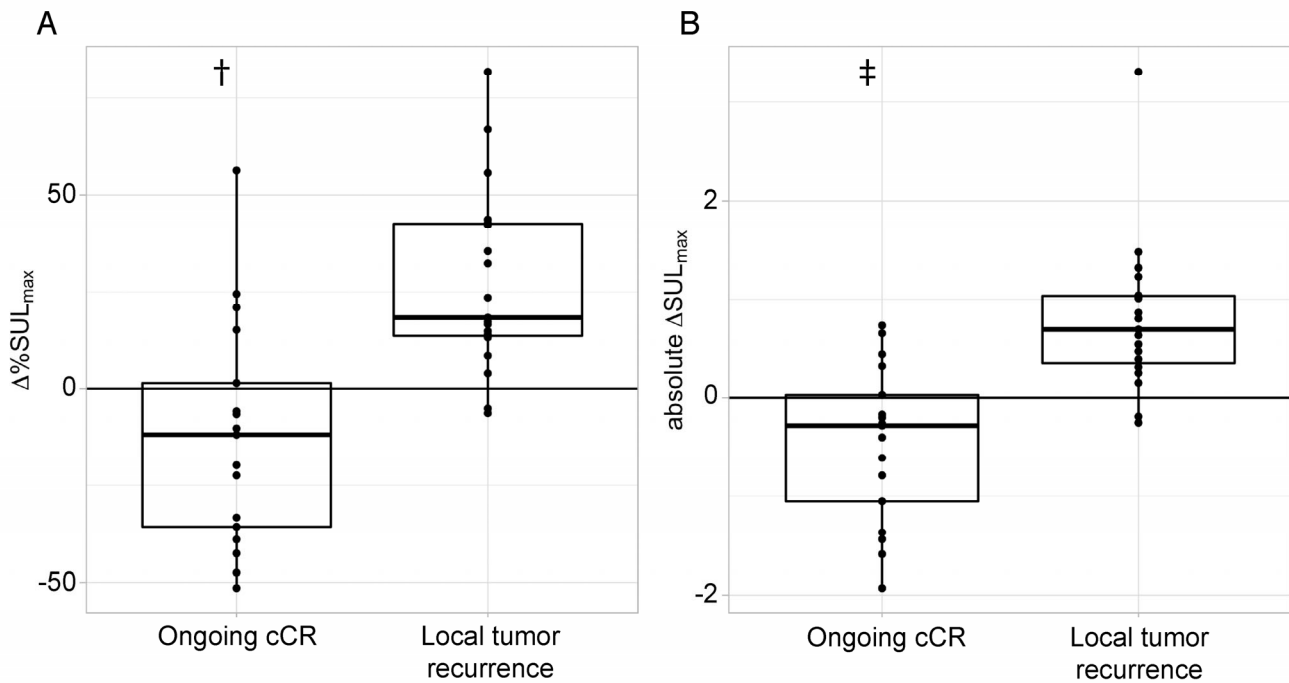 A
†
50
0
-50
Δ%SULmax
Ongoing cCR
Local tumor
recurrence
B
‡
2
0
-2
absolute ΔSULmax
Ongoing cCR
Local tumor
recurrence